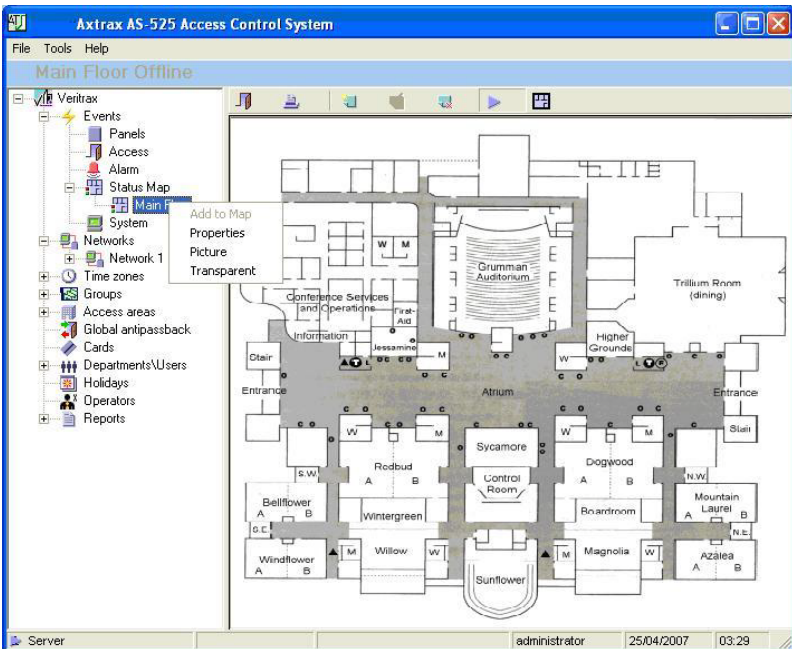 Axtrax AS-525 Access Control System
File Tools Help
Main Floor Offline
Veritrax
Events
Panels
Access
Alarm
Status Map
Main
System
Networks
Network 1
Time zones
Groups
Access areas
Global antipassback
Cards
Departments\Users
Holidays
Operators
Reports
Add to Map
Properties
Picture
Transparent
W M
Grumman
Auditorium
Trillium Room
(dining)
Conference Services
and Operations
First-
Aid
Information
Jessamine
M
W
Higher
Grounde
Stair
L
L
R
Entrance
Atrium
Entrance
Stair
W
M
W
M
Sycamore
Redbud
A B
Dogwood
A B
S.W.
Control
Room
N.W.
Bellflower
A B
Wintergreen
Boardroom
Mountain
Laurel
A B
S.E.
N.E.
Windflower
A B
M
Willow
W
M
Magnolia
W
Azalea
A B
Sunflower
Server
administrator
25/04/2007
03:29